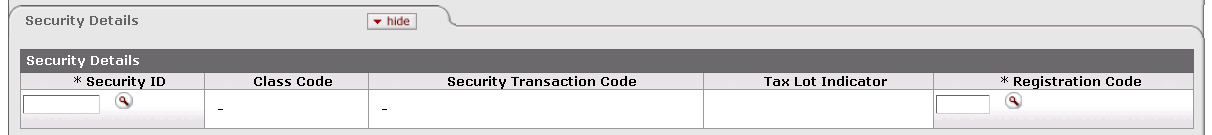 Security Details hide
Security Details
* Security ID Class Code Security Transaction Code Tax Lot Indicator * Registration Code
- -